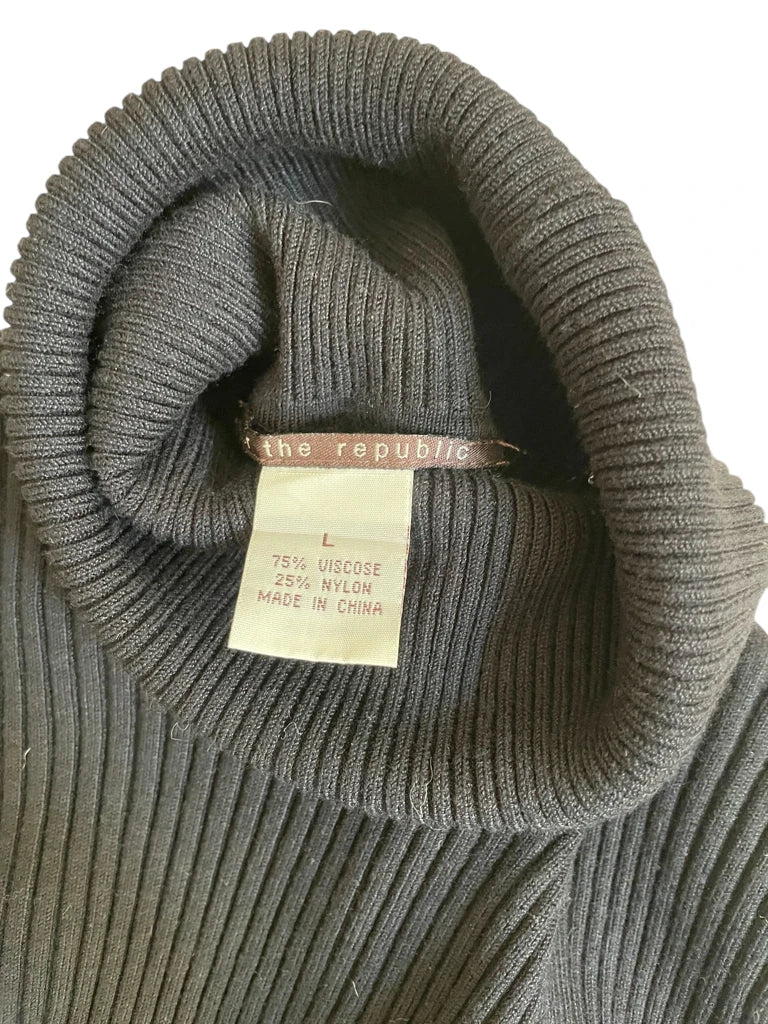 the republic
L
75% VISCOSE
25% NYLON
MADE IN CHINA